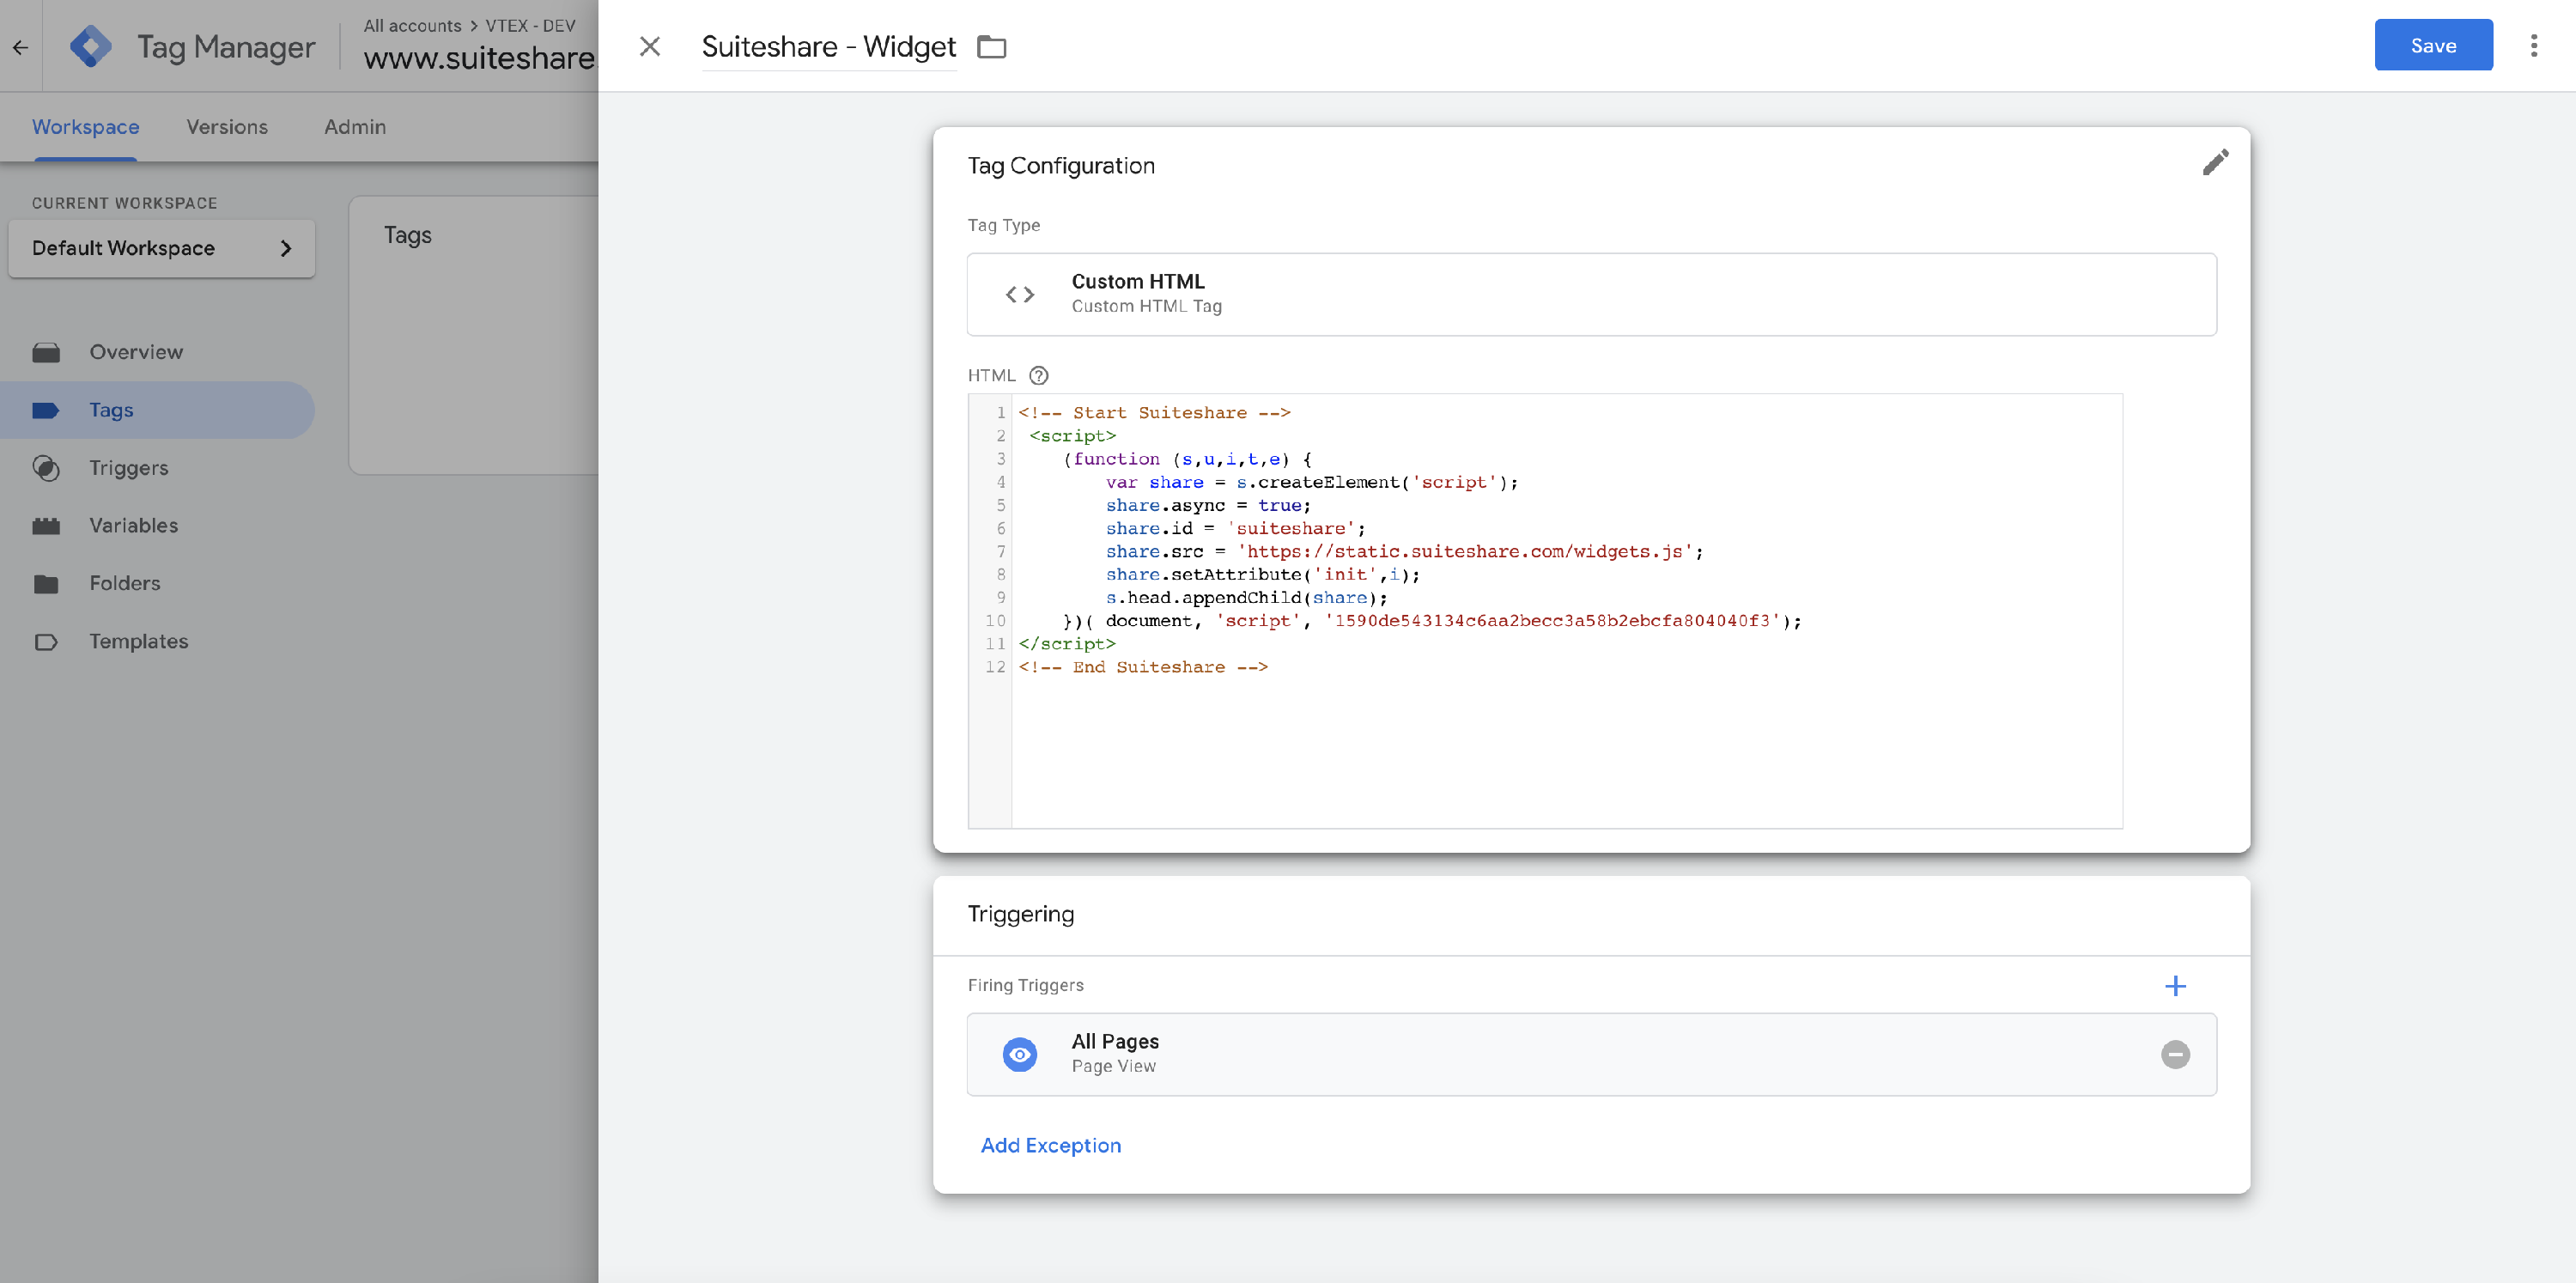 Tag Manager
All accounts > VTEX - DEV
www.suiteshare.
Suiteshare - Widget
Save
Workspace
Versions
Admin
CURRENT WORKSPACE
Default Workspace
Overview
Tags
Triggers
Variables
Folders
Templates
Tags
Tag Configuration
Tag Type
Custom HTML
Custom HTML Tag
HTML
1 <!-- Start Suiteshare -->
2 <script>
3 (function (s,u,i,t,e) {
4 var share = s.createElement('script');
5 share.async = true;
6 share.id = 'suiteshare';
7 share.src = 'https://static.suiteshare.com/widgets.js';
8 share.setAttribute('init',i);
9 s.head.appendChild(share);
10 })( document, 'script', '1590de543134c6aa2becc3a58b2ebcfa804040f3');
11 </script>
12 <!-- End Suiteshare -->
Triggering
Firing Triggers
All Pages
Page View
Add Exception